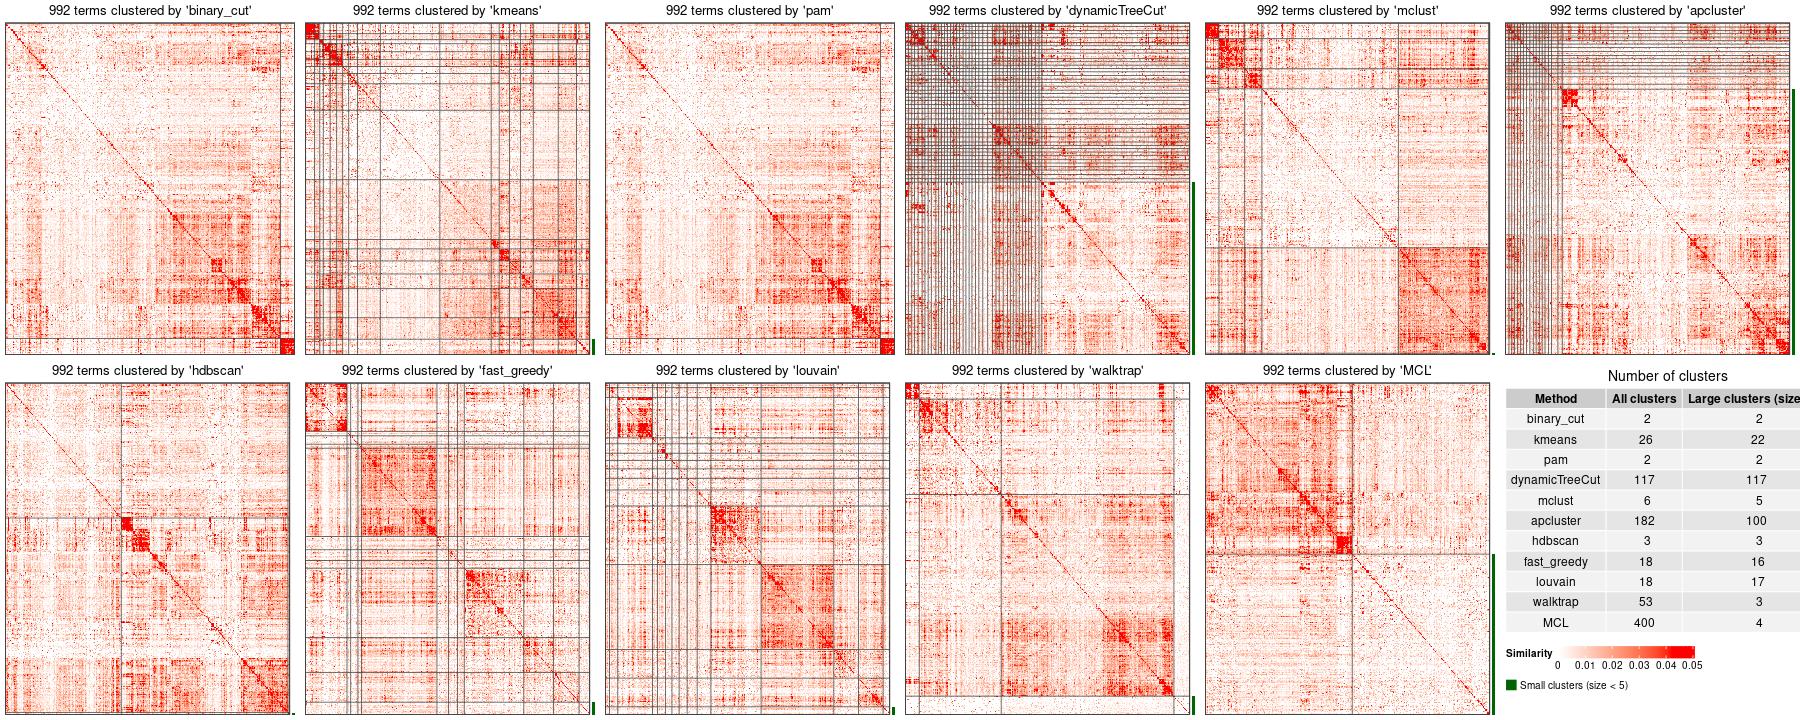 992 terms clustered by 'binary_cut'
992 terms clustered by 'kmeans'
992 terms clustered by 'pam'
992 terms clustered by 'dynamicTreeCut'
992 terms clustered by 'mclust'
992 terms clustered by 'apcluster'
992 terms clustered by 'hdbscan'
992 terms clustered by 'fast_greedy'
992 terms clustered by 'louvain'
992 terms clustered by 'walktrap'
992 terms clustered by 'MCL'
Number of clusters
Method All clusters Large clusters (size
binary_cut 2 2
kmeans 26 22
pam 2 2
dynamicTreeCut 117 117
mclust 6 5
apcluster 182 100
hdbscan 3 3
fast_greedy 18 16
louvain 18 17
walktrap 53 3
MCL 400 4
Similarity
0 0.01 0.02 0.03 0.04 0.05
Small clusters (size < 5)